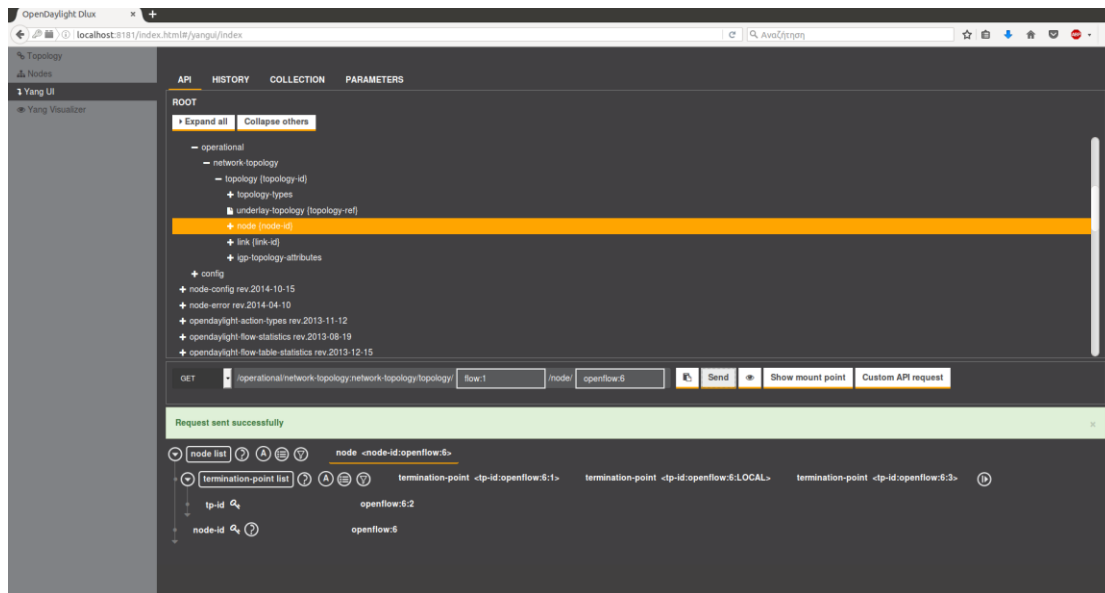 OpenDaylight Dlux × +
localhost:8181/index.html#/yangui/index
Αναζήτηση
ABP
Topology
Nodes
Yang UI
Yang Visualizer
API HISTORY COLLECTION PARAMETERS
ROOT
Expand all Collapse others
operational
network-topology
topology {topology-id}
topology-types
underlay-topology {topology-ref}
node {node-id}
link {link-id}
igp-topology-attributes
config
node-config rev.2014-10-15
node-error rev.2014-04-10
opendaylight-action-types rev.2013-11-12
opendaylight-flow-statistics rev.2013-08-19
opendaylight-flow-table-statistics rev.2013-12-15
GET /operational/network-topology:network-topology/topology/ flow:1 /node/ openflow:6 Send Show mount point Custom API request
Request sent successfully ×
node list ? A node <node-id:openflow:6>
termination-point list ? A termination-point <tp-id:openflow:6:1> termination-point <tp-id:openflow:6:LOCAL> termination-point <tp-id:openflow:6:3>
tp-id openflow:6:2
node-id ? openflow:6